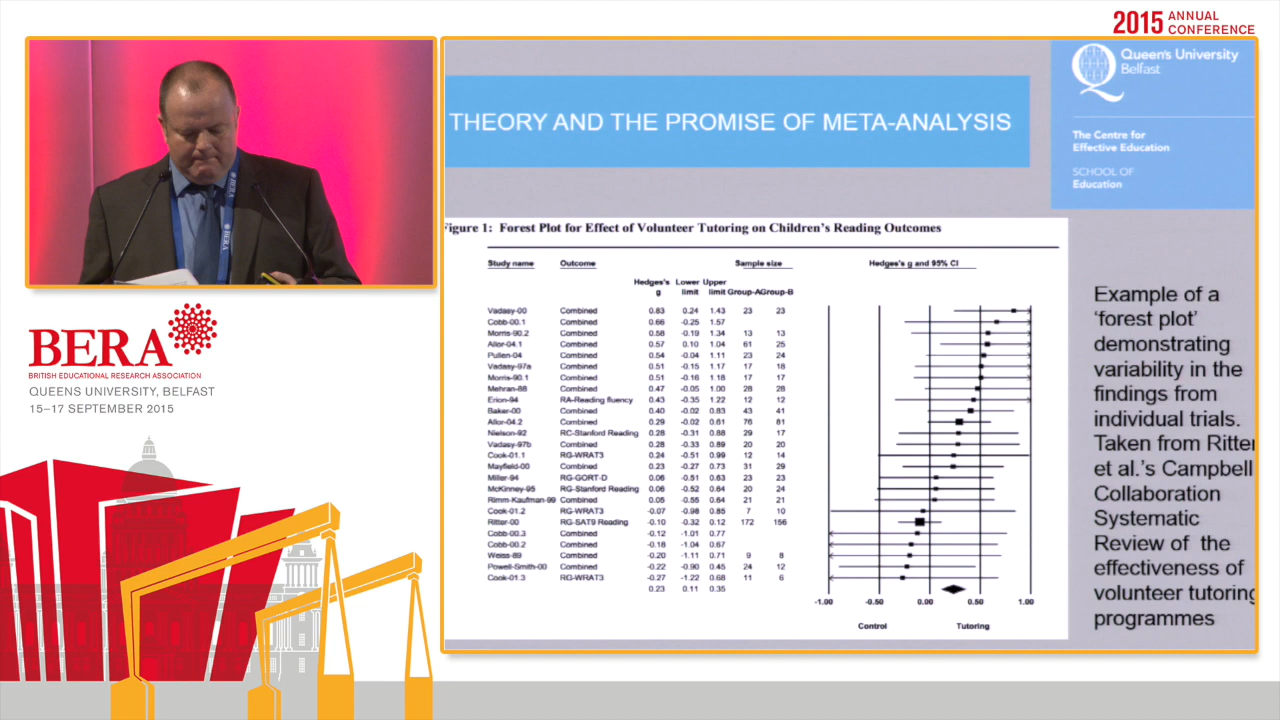 2015 ANNUAL
CONFERENCE
BERA
BRITISH EDUCATIONAL RESEARCH ASSOCIATION
QUEENS UNIVERSITY, BELFAST
15–17 SEPTEMBER 2015
THEORY AND THE PROMISE OF META-ANALYSIS
Queen's University
Belfast
The Centre for
Effective Education
SCHOOL OF
Education
igure 1: Forest Plot for Effect of Volunteer Tutoring on Children's Reading Outcomes
Study name Outcome Sample size Hedges's g and 95% CI
Hedges's Lower Upper
g limit limit Group-A Group-B
Vadasy-00 Combined 0.83 0.24 1.43 23 23
Cobb-00.1 Combined 0.66 -0.25 1.57
Morris-90.2 Combined 0.58 -0.19 1.34 13 13
Allor-04.1 Combined 0.57 0.10 1.04 61 25
Pullen-04 Combined 0.54 -0.04 1.11 23 24
Vadasy-97a Combined 0.51 -0.15 1.17 17 18
Morris-90.1 Combined 0.51 -0.16 1.18 17 17
Mehran-88 Combined 0.47 -0.05 1.00 28 28
Erion-94 RA-Reading fluency 0.43 -0.35 1.22 12 12
Baker-00 Combined 0.40 -0.02 0.83 43 41
Allor-04.2 Combined 0.29 -0.02 0.61 76 81
Nielson-92 RC-Stanford Reading 0.28 -0.31 0.88 29 17
Vadasy-97b Combined 0.28 -0.33 0.89 20 20
Cook-01.1 RG-WRAT3 0.24 -0.51 0.99 12 14
Mayfield-00 Combined 0.23 -0.27 0.73 31 29
Miller-94 RG-GORT-D 0.06 -0.51 0.63 23 23
McKinney-95 RG-Stanford Reading 0.06 -0.52 0.64 20 24
Rimm-Kaufman-99 Combined 0.05 -0.55 0.64 21 21
Cook-01.2 RG-WRAT3 -0.07 -0.98 0.85 7 10
Ritter-00 RG-SAT9 Reading -0.10 -0.32 0.12 172 156
Cobb-00.3 Combined -0.12 -1.01 0.77
Cobb-00.2 Combined -0.18 -1.04 0.67
Weiss-89 Combined -0.20 -1.11 0.71 9 8
Powell-Smith-00 Combined -0.22 -0.90 0.45 24 12
Cook-01.3 RG-WRAT3 -0.27 -1.22 0.68 11 6
0.23 0.11 0.35
-1.00 -0.50 0.00 0.50 1.00
Control Tutoring
Example of a
'forest plot'
demonstrating
variability in the
findings from
individual trials.
Taken from Ritter
et al.'s Campbell
Collaboration
Systematic
Review of the
effectiveness of
volunteer tutoring
programmes